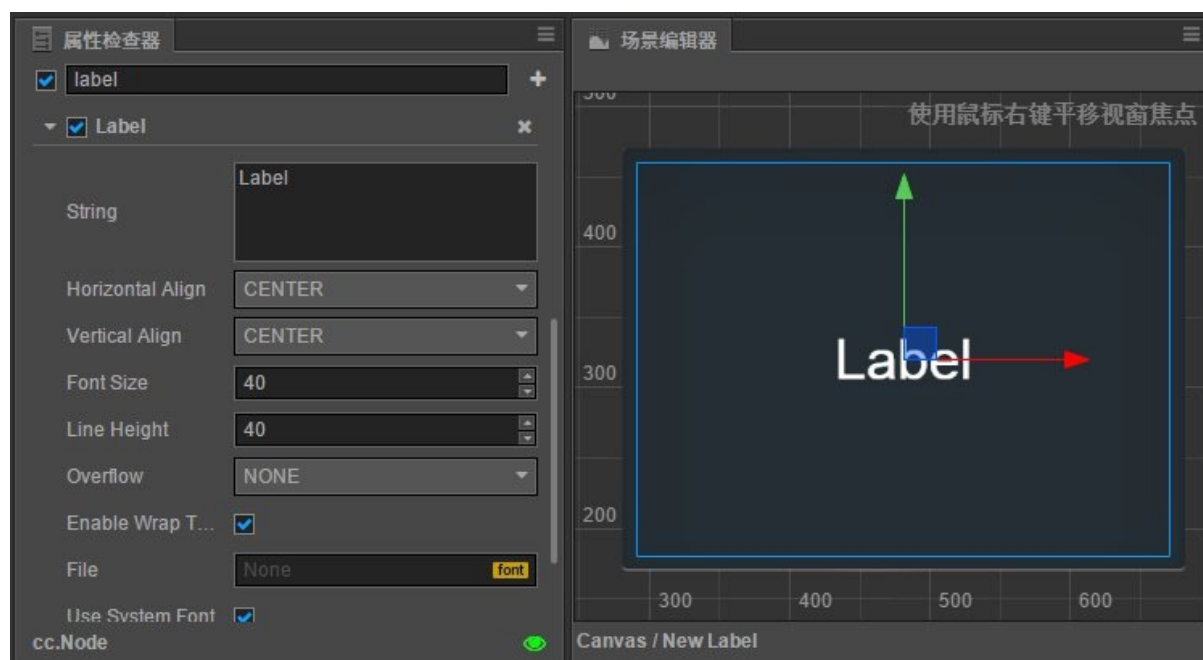 属性检查器
label
Label
String
Label
Horizontal Align
CENTER
Vertical Align
CENTER
Font Size
40
Line Height
40
Overflow
NONE
Enable Wrap T...
File
None
font
Use System Font
cc.Node
场景编辑器
使用鼠标右键平移视窗焦点
500
400
300
200
Label
300
400
500
600
Canvas / New Label